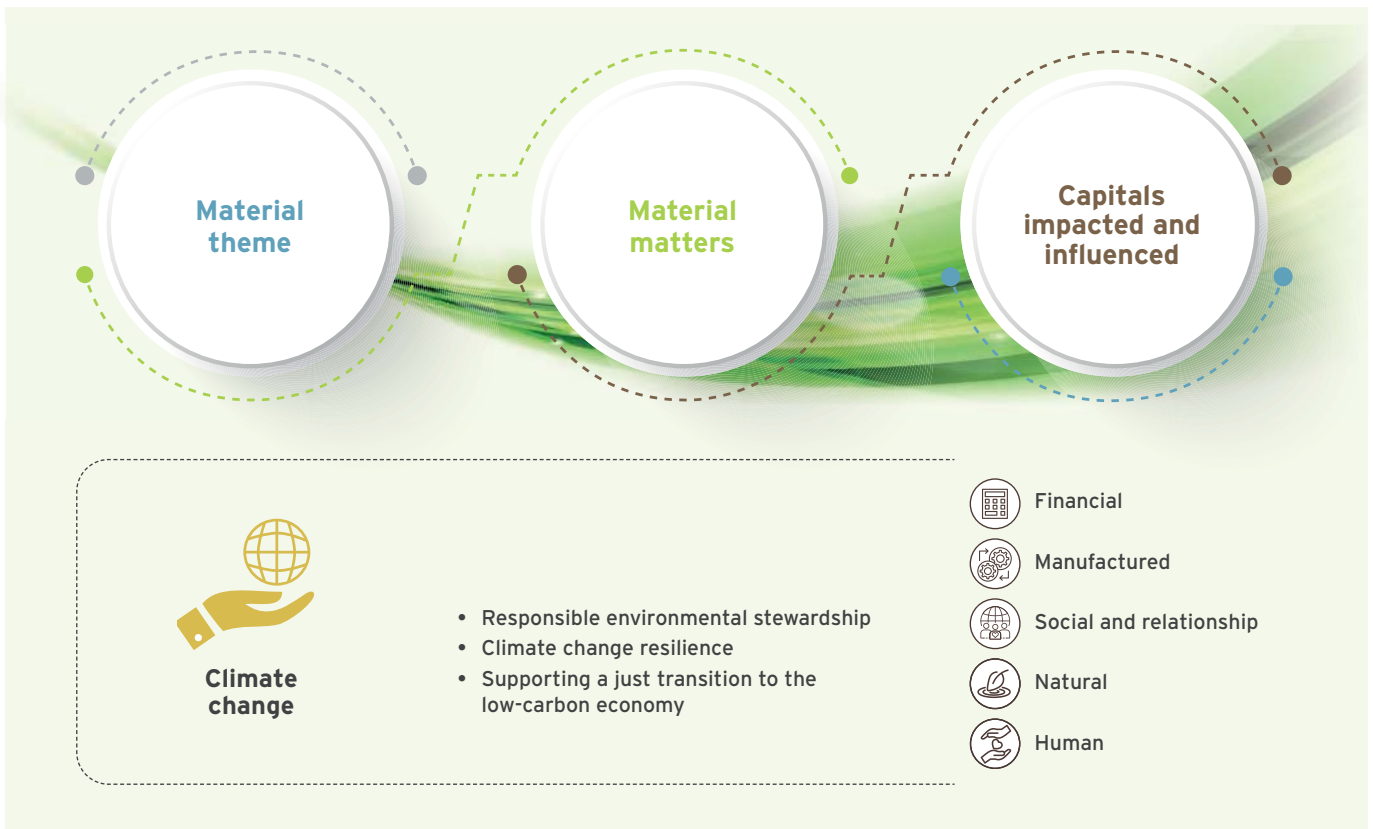 Material
theme
Material
matters
Capitals
impacted and
influenced
Climate
change
• Responsible environmental stewardship
• Climate change resilience
• Supporting a just transition to the
low-carbon economy
Financial
Manufactured
Social and relationship
Natural
Human